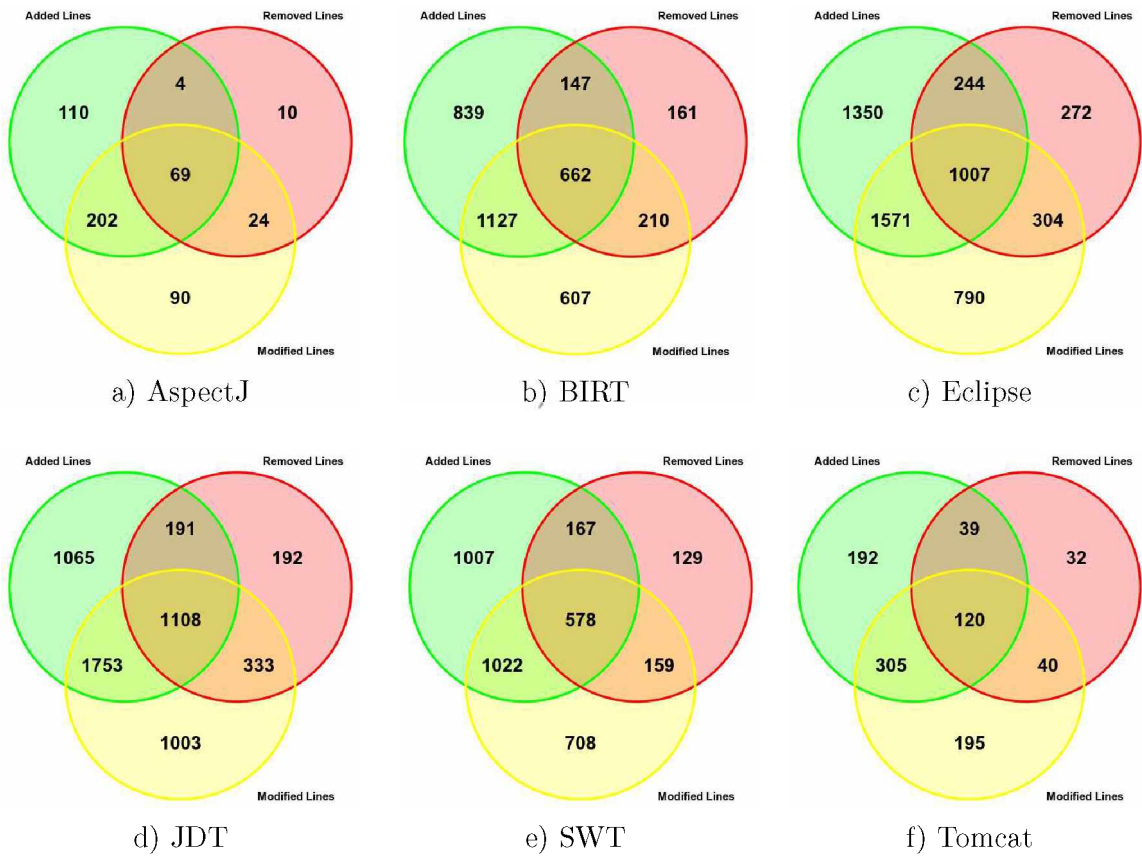 Added Lines
Removed Lines
4
110
10
69
202
24
90
Modified Lines
a) AspectJ
Added Lines
Removed Lines
147
839
161
662
1127
210
607
Modified Lines
b) BIRT
Added Lines
Removed Lines
244
1350
272
1007
1571
304
790
Modified Lines
c) Eclipse
Added Lines
Removed Lines
191
1065
192
1108
1753
333
1003
Modified Lines
d) JDT
Added Lines
Removed Lines
167
1007
129
578
1022
159
708
Modified Lines
e) SWT
Added Lines
Removed Lines
39
192
32
120
305
40
195
Modified Lines
f) Tomcat